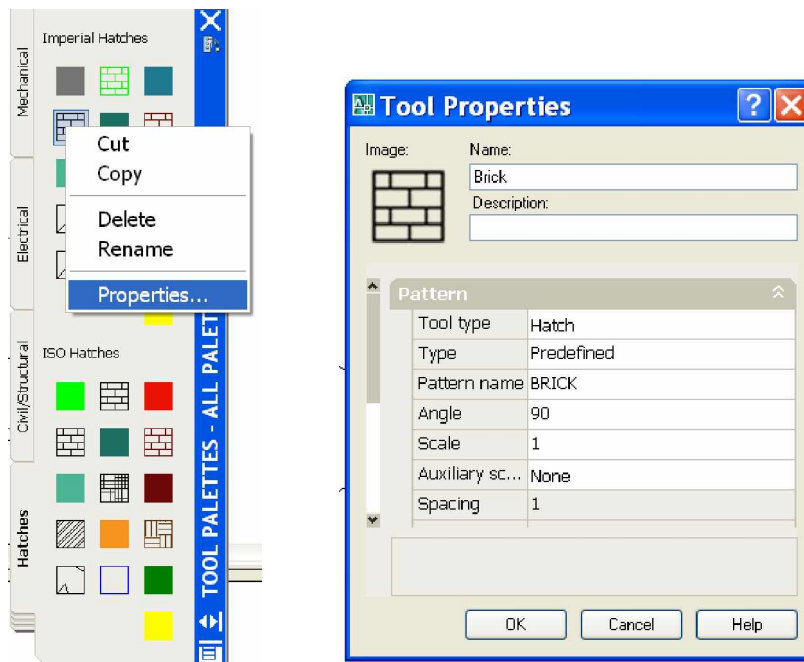 Imperial Hatches
Mechanical
Electrical
Civil/Structural
Hatches
Cut
Copy
Delete
Rename
Properties...
ISO Hatches
TOOL PALETTES - ALL PALET
Tool Properties
Image:
Name:
Brick
Description:
Pattern
Tool type Hatch
Type Predefined
Pattern name BRICK
Angle 90
Scale 1
Auxiliary sc... None
Spacing 1
OK Cancel Help